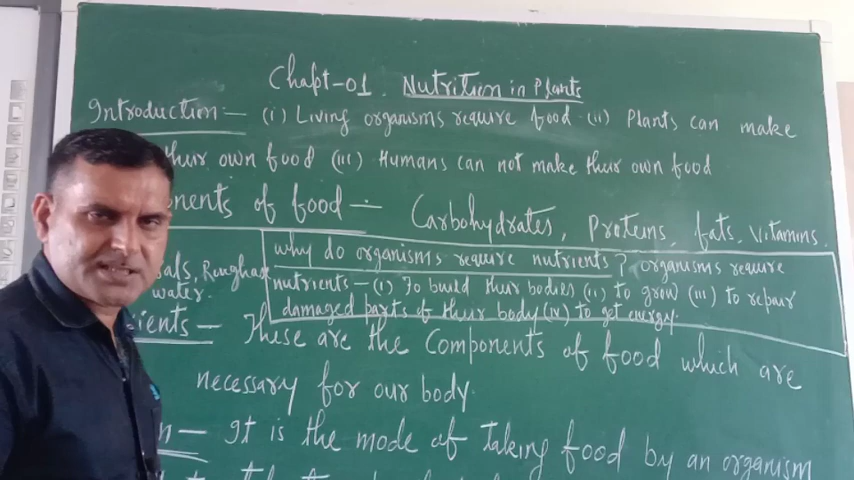 Chapt-01. Nutrition in Plants
Introduction:- (i) Living organisms require food (ii) Plants can make
their own food (iii) Humans can not make their own food
nents of food:- Carbohydrates, Proteins, fats, Vitamins.
als, Roughage
water.
why do organisms require nutrients? organisms require
nutrients - (i) To build their bodies (ii) to grow (iii) to repair
damaged parts of their body (iv) to get energy.
ients - These are the Components of food which are
necessary for our body.
n - It is the mode of taking food by an organism